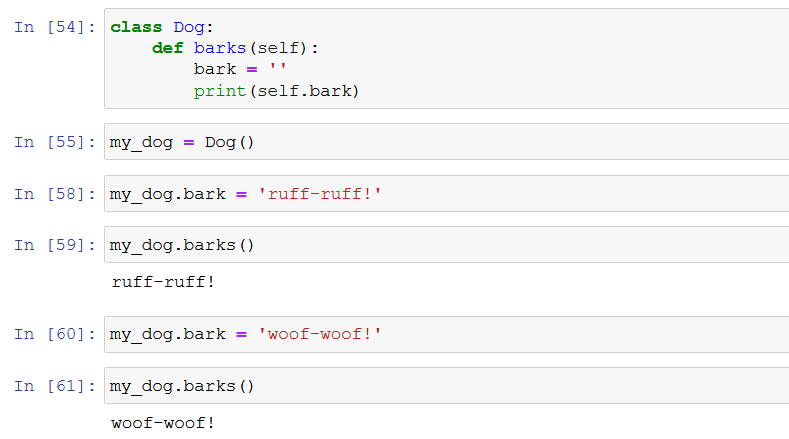 In [54]: class Dog:
    def barks(self):
        bark = ''
        print(self.bark)
In [55]: my_dog = Dog()
In [58]: my_dog.bark = 'ruff-ruff!'
In [59]: my_dog.barks()
ruff-ruff!
In [60]: my_dog.bark = 'woof-woof!'
In [61]: my_dog.barks()
woof-woof!